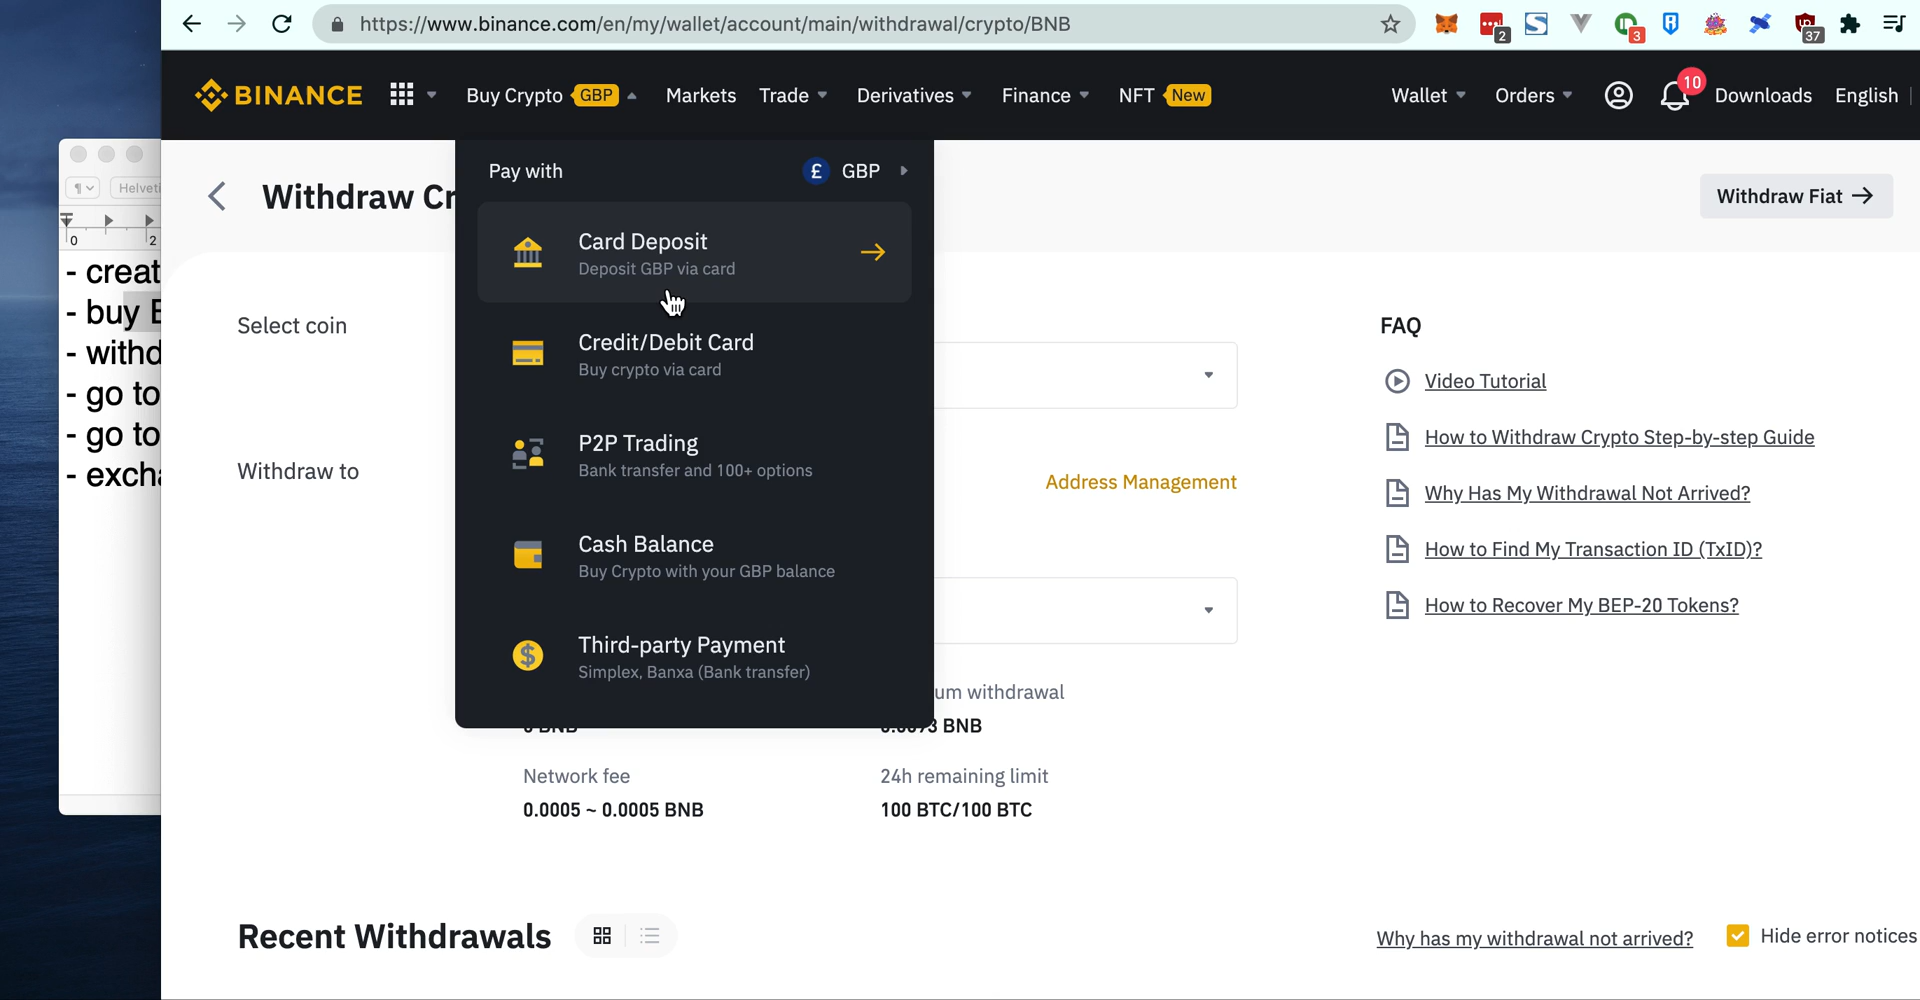 https://www.binance.com/en/my/wallet/account/main/withdrawal/crypto/BNB
2
3
37
BINANCE
Buy Crypto GBP
Markets
Trade
Derivatives
Finance
NFT New
Wallet
Orders
10
Downloads
English
Withdraw
Withdraw Fiat →
Pay with
£ GBP
Card Deposit
Deposit GBP via card
Credit/Debit Card
Buy crypto via card
P2P Trading
Bank transfer and 100+ options
Cash Balance
Buy Crypto with your GBP balance
Third-party Payment
Simplex, Banxa (Bank transfer)
0 2
-
- buy
-
- go to
- go to
-
Select coin
Withdraw to
Address Management
withdrawal
BNB
Network fee
0.0005 ~ 0.0005 BNB
24h remaining limit
100 BTC/100 BTC
FAQ
Video Tutorial
How to Withdraw Crypto Step-by-step Guide
Why Has My Withdrawal Not Arrived?
How to Find My Transaction ID (TxID)?
How to Recover My BEP-20 Tokens?
Recent Withdrawals
Why has my withdrawal not arrived?
Hide error notices